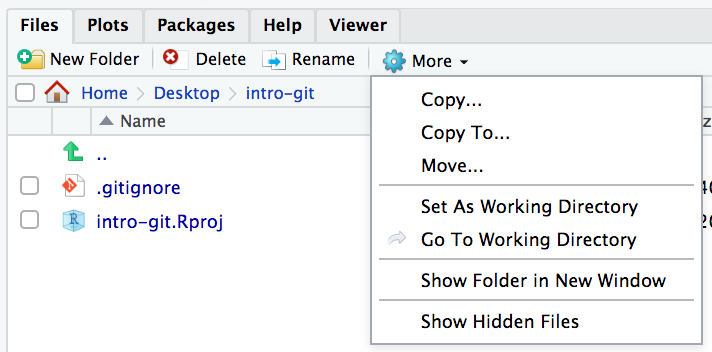 Files Plots Packages Help Viewer
New Folder Delete Rename More
Home Desktop intro-git
Name
..
.gitignore
intro-git.Rproj
Copy...
Copy To...
Move...
Set As Working Directory
Go To Working Directory
Show Folder in New Window
Show Hidden Files